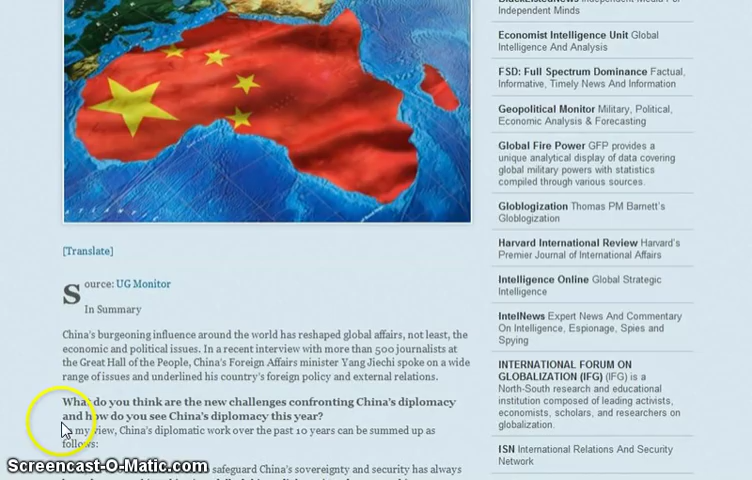 Independent Minds
Economist Intelligence Unit Global
Intelligence And Analysis
FSD: Full Spectrum Dominance Factual,
Informative, Timely News And Information
Geopolitical Monitor Military, Political,
Economic Analysis & Forecasting
Global Fire Power GFP provides a
unique analytical display of data covering
global military powers with statistics
compiled through various sources.
Globlogization Thomas PM Barnett's
Globlogization
Harvard International Review Harvard's
Premier Journal of International Affairs
Intelligence Online Global Strategic
Intelligence
IntelNews Expert News And Commentary
On Intelligence, Espionage, Spies and
Spying
INTERNATIONAL FORUM ON
GLOBALIZATION (IFG) (IFG) is a
North-South research and educational
institution composed of leading activists,
economists, scholars, and researchers on
globalization.
ISN International Relations And Security
Network
[Translate]
Source: UG Monitor
In Summary
China's burgeoning influence around the world has reshaped global affairs, not least, the
economic and political issues. In a recent interview with more than 500 journalists at
the Great Hall of the People, China's Foreign Affairs minister Yang Jiechi spoke on a wide
range of issues and underlined his country's foreign policy and external relations.
What do you think are the new challenges confronting China's diplomacy
and how do you see China's diplomacy this year?
my view, China's diplomatic work over the past 10 years can be summed up as
follows:
safeguard China's sovereignty and security has always
Screencast-O-Matic.com